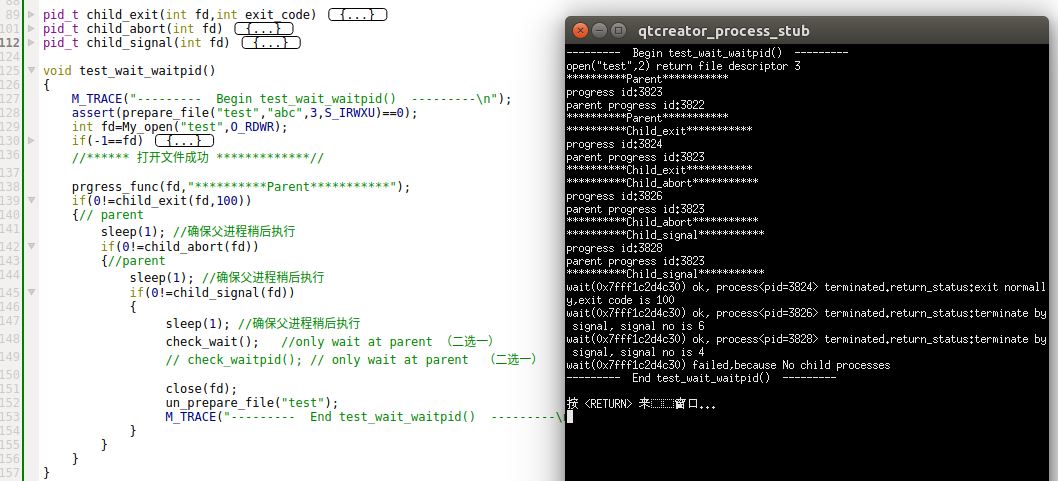 89 pid_t child_exit(int fd,int exit_code) {...}
101 pid_t child_abort(int fd) {...}
112 pid_t child_signal(int fd) {...}
124
125 void test_wait_waitpid()
126 {
127 M_TRACE("---------  Begin test_wait_waitpid()  ---------\n");
128 assert(prepare_file("test","abc",3,S_IRWXU)==0);
129 int fd=My_open("test",O_RDWR);
130 if(-1==fd) {...}
136 //****** 打开文件成功 *************//
137
138 prgress_func(fd,"**********Parent***********");
139 if(0!=child_exit(fd,100))
140 {// parent
141 sleep(1); //确保父进程稍后执行
142 if(0!=child_abort(fd))
143 {//parent
144 sleep(1); //确保父进程稍后执行
145 if(0!=child_signal(fd))
146 {
147 sleep(1); //确保父进程稍后执行
148 check_wait();   //only wait at parent （二选一）
149 // check_waitpid(); // only wait at parent  （二选一）
150
151 close(fd);
152 un_prepare_file("test");
153 M_TRACE("---------  End test_wait_waitpid()  ---------\
154 }
155 }
156 }
157 }
qtcreator_process_stub
---------  Begin test_wait_waitpid()  ---------
open("test",2) return file descriptor 3
**********Parent***********
progress id:3823
parent progress id:3822
**********Parent***********
**********Child_exit***********
progress id:3824
parent progress id:3823
**********Child_exit***********
**********Child_abort***********
progress id:3826
parent progress id:3823
**********Child_abort***********
**********Child_signal***********
progress id:3828
parent progress id:3823
**********Child_signal***********
wait(0x7fff1c2d4c30) ok, process<pid=3824> terminated.return_status:exit normall
y,exit code is 100
wait(0x7fff1c2d4c30) ok, process<pid=3826> terminated.return_status:terminate by
signal, signal no is 6
wait(0x7fff1c2d4c30) ok, process<pid=3828> terminated.return_status:terminate by
signal, signal no is 4
wait(0x7fff1c2d4c30) failed,because No child processes
---------  End test_wait_waitpid()  ---------
按 <RETURN> 来窗口...